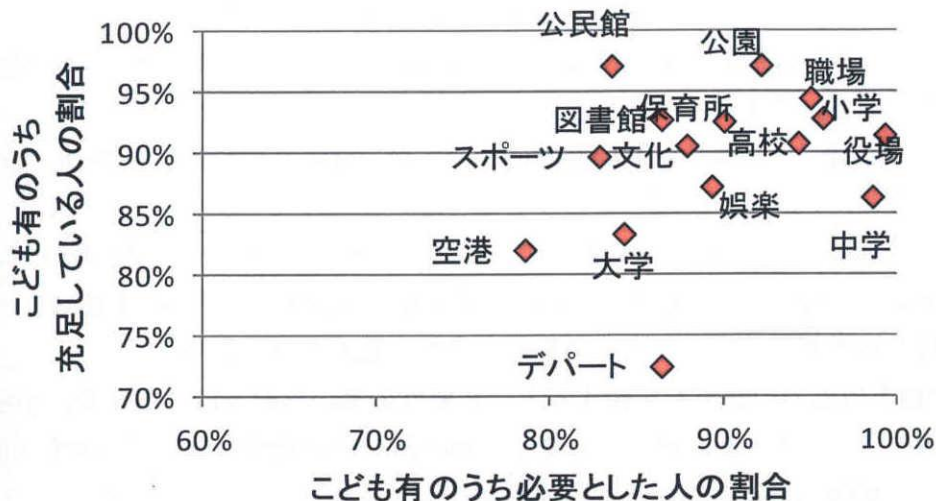 公民館
100%
公園
職場
95%
図書館
保育所
小学
90%
スポーツ
文化
高校
役場
85%
娯楽
中学
空港
80%
大学
75%
デパート
70%
60%
70%
80%
90%
100%
こども有のうち
充足している人の割合
こども有のうち必要とした人の割合